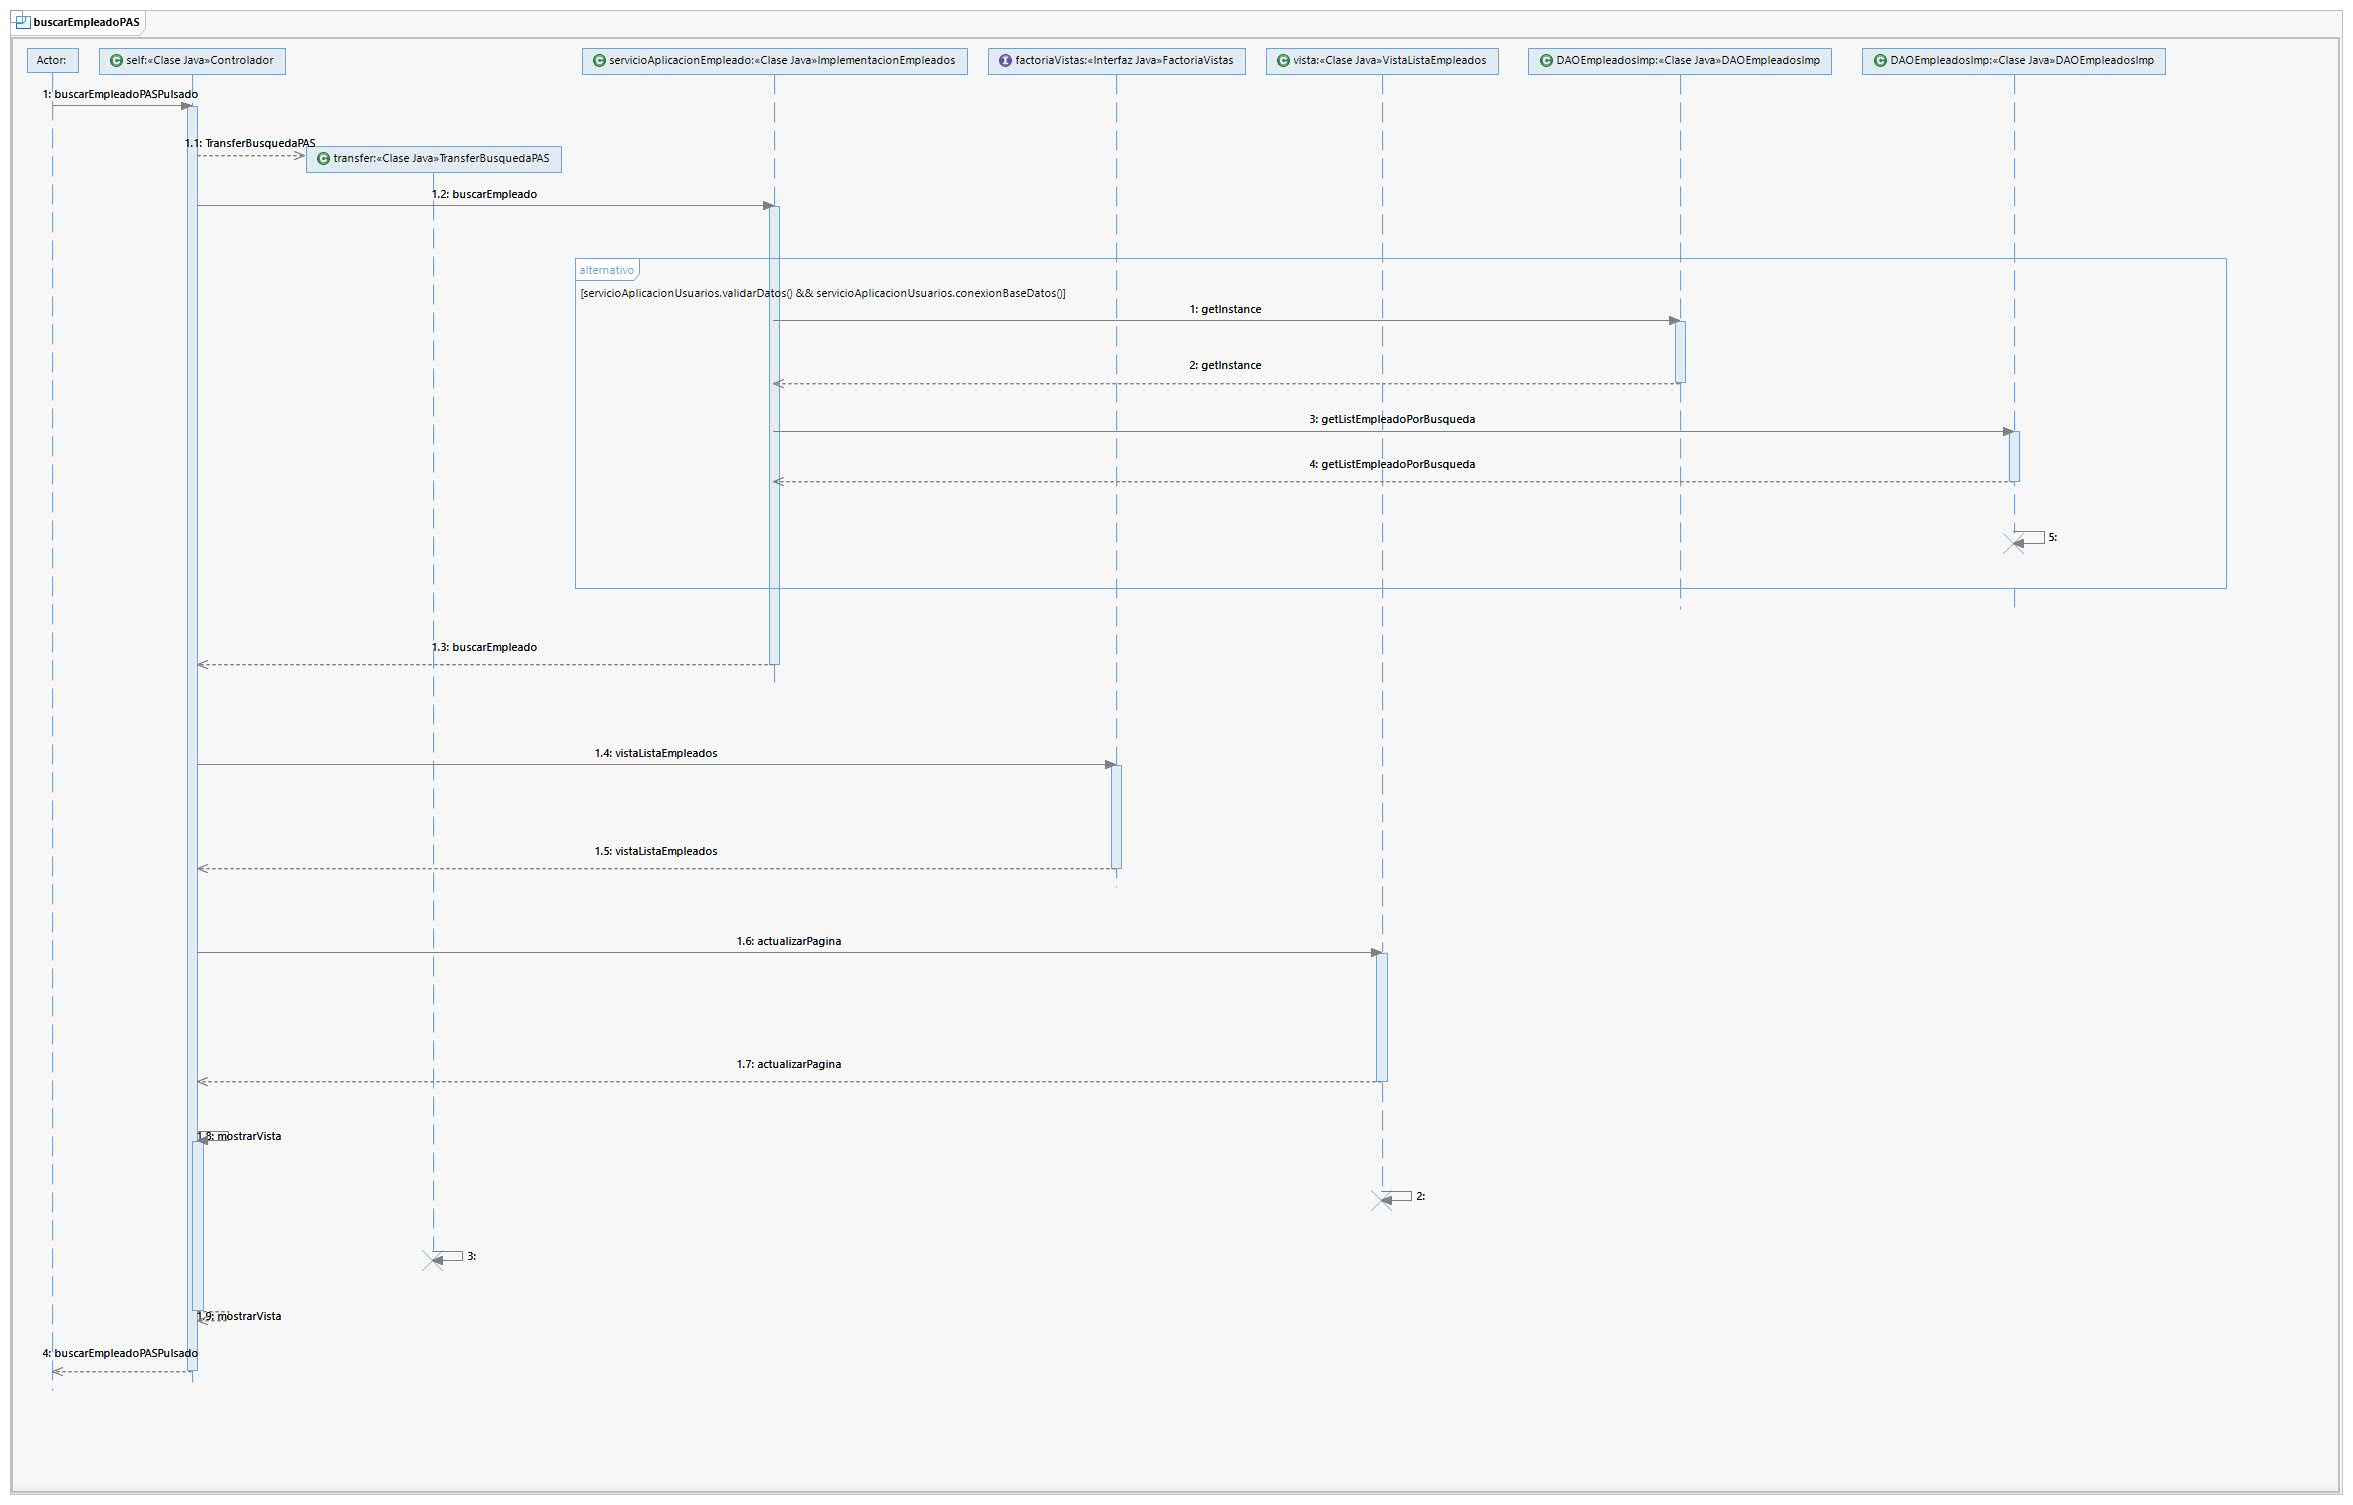 buscarEmpleadoPAS
Actor:
self:«Clase Java»Controlador
servicioAplicacionEmpleado:«Clase Java»ImplementacionEmpleados
factoriaVistas:«Interfaz Java»FactoriaVistas
vista:«Clase Java»VistaListaEmpleados
DAOEmpleadosImp:«Clase Java»DAOEmpleadosImp
DAOEmpleadosImp:«Clase Java»DAOEmpleadosImp
1: buscarEmpleadoPASPulsado
1.1: TransferBusquedaPAS
transfer:«Clase Java»TransferBusquedaPAS
1.2: buscarEmpleado
alternativo
[servicioAplicacionUsuarios.validarDatos() && servicioAplicacionUsuarios.conexionBaseDatos()]
1: getInstance
2: getInstance
3: getListEmpleadoPorBusqueda
4: getListEmpleadoPorBusqueda
5:
1.3: buscarEmpleado
1.4: vistaListaEmpleados
1.5: vistaListaEmpleados
1.6: actualizarPagina
1.7: actualizarPagina
1.8: mostrarVista
2:
3:
1.9: mostrarVista
4: buscarEmpleadoPASPulsado